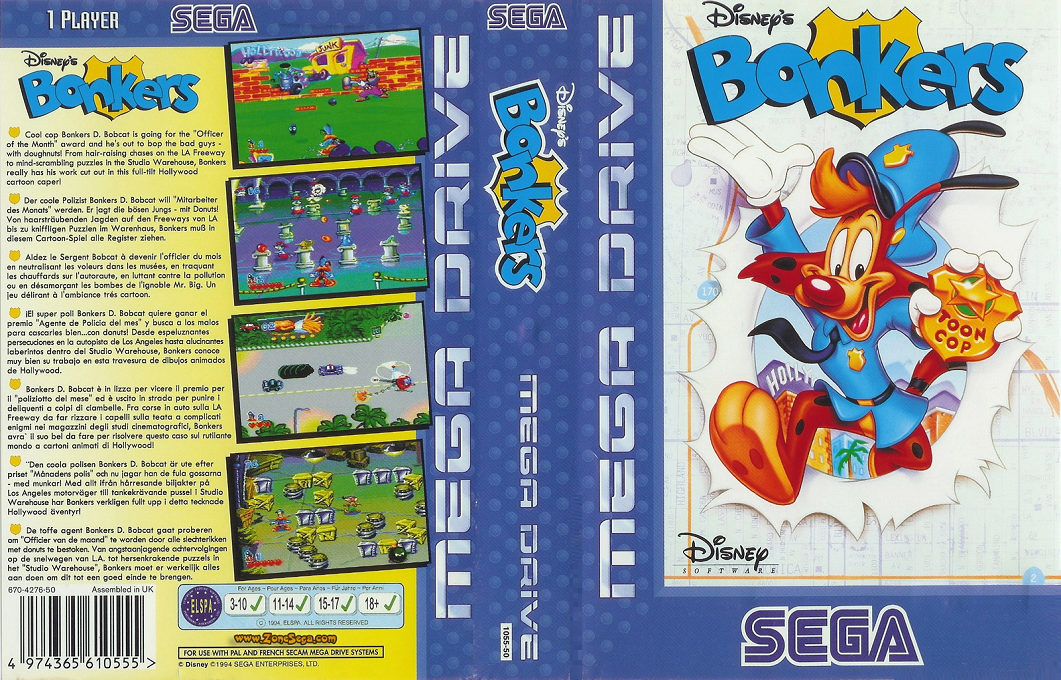 1 PLAYER
SEGA
DISNEY'S
BONKERS
Cool cop Bonkers D. Bobcat is going for the "Officer
of the Month" award and he's out to bop the bad guys -
with doughnuts! From hair-raising chases on the LA Freeway
to mind-scrambling puzzles in the Studio Warehouse, Bonkers
really has his work cut out in this full-tilt Hollywood
cartoon caper!
Der coole Polizist Bonkers D. Bobcat will "Mitarbeiter
des Monats" werden. Er jagt die bösen Jungs - mit Donuts!
Von haarsträubenden Jagden auf den Freeways von LA
bis zu kniffligen Puzzlen im Warenhaus, Bonkers muß in
diesem Cartoon-Spiel alle Register ziehen.
Aldez le Sergent Bobcat à devenir l'officier du mois
en neutralisant les voleurs dans les musées, en traquant
les chauffards sur l'autoraute, en luttant contre la pollution
ou en désamorçant les bombes de l'ignoble Mr. Big. Un
jeu délirant à l'ambiance trés cartoon.
¡El super poli Bonkers D. Bobcat quiere ganar el
premio "Agente de Policia del mes" y busca a los malos
para cascarles bien...con donuts! Desde espeluznantes
persecuciones en la autopista de Los Angeles hasta alucinantes
laberintos dentro del Studio Warehouse, Bonkers conoce
muy bien su trabajo en esta travesura de dibujos animados
de Hollywood.
Bonkers D. Bobcat è in lizza per vicere il premio per
il "poliziotto del mese" ed è uscito in strada per punire i
deliquenti a colpi di ciambelle. Fra corse in auto sulla LA
Freeway da far rizzare i capelli sulla teata a complicati
enigni nei magazzini degli studi cinematografici, Bonkers
avra` il suo bel da fare per risolvere questo caso sul rutilante
mondo a cartoni animati di Hollywood!
"Den coola polisen Bonkers D. Bobcat är ute efter
priset "Månadens polis" och nu jagar han de fula gossarna
- med munkar! Med allt ifrån hårresande biljakter på
Los Angeles motorväger till tankekrävande pussel I Studio
Warehouse har Bonkers verkligen fullt upp i detta tecknade
Hollywood äventyr!
De toffe agent Bonkers D. Bobcat gaat proberen
om "Officier van de maand" te worden door alle slechterikken
met donuts te bestoken. Van angstaanjagende achtervolgingen
op de snelwegen van L.A. tot hersenkrakende puzzels in
het "Studio Warehouse", Bonkers moet er werkelijk alles
aan doen om dit tot een goed einde te brengen.
670-4276-50
Assembled in UK
4 974365 610555 >
HOLLYWOOD
JUNK
For Ages - Pour Ages - Para Años - Für Jahre - Per Anni
ELSPA
3-10
11-14
15-17
18+
© 1994. ELSPA. ALL RIGHTS RESERVED
www.ZoneSega.com
FOR USE WITH PAL AND FRENCH SECAM MEGA DRIVE SYSTEMS
© Disney © 1994 SEGA ENTERPRISES, LTD.
MEGA DRIVE
SEGA
DISNEY'S
BONKERS
MEGA DRIVE
1055-50
MEGA DRIVE
DISNEY'S
BONKERS
SEGA
170
TOON
COP
HOLLY
Disney
SOFTWARE
2
SEGA